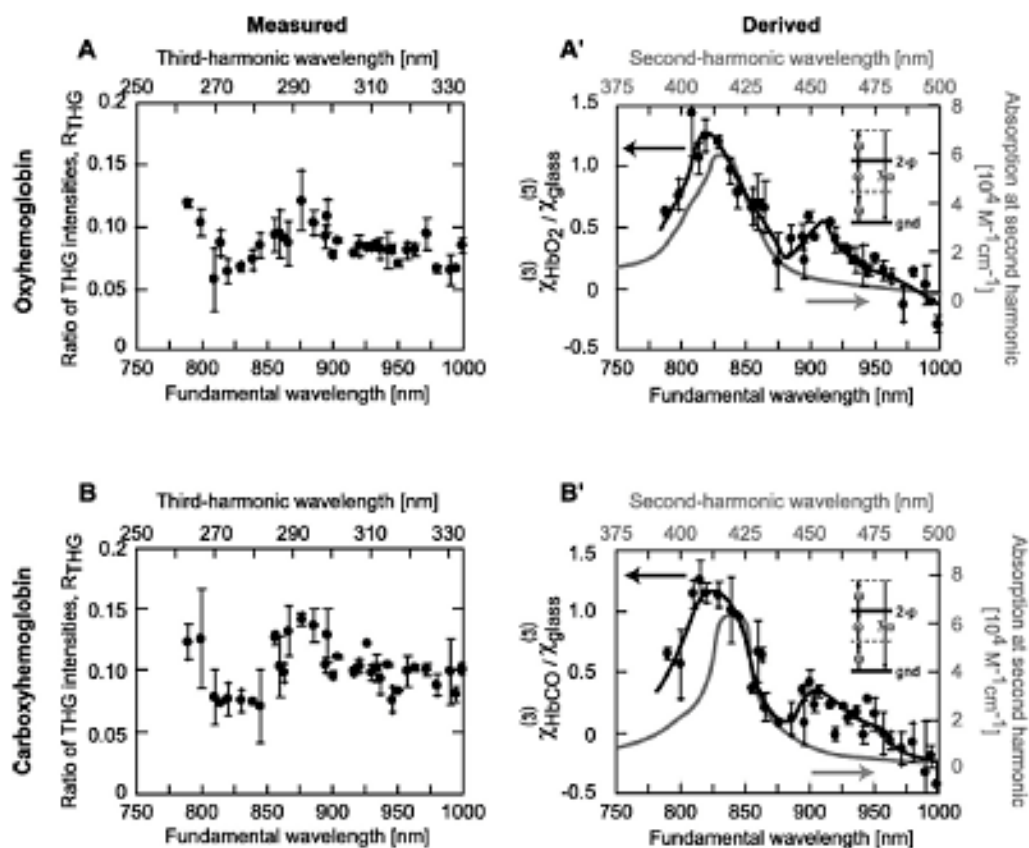 Measured
Derived
Oxyhemoglobin
A
Third-harmonic wavelength [nm]
250 270 290 310 330
Ratio of THG intensities, RTHG
0.2
0.15
0.10
0.05
0
750 800 850 900 950 1000
Fundamental wavelength [nm]
A'
Second-harmonic wavelength [nm]
375 400 425 450 475 500
χ(3)HbO2 / χ(3)glass
1.5
1.0
0.5
0
-0.5
Absorption at second harmonic
[10⁴ M⁻¹cm⁻¹]
8
6
4
2
0
2-φ
gnd
750 800 850 900 950 1000
Fundamental wavelength [nm]
Carboxyhemoglobin
B
Third-harmonic wavelength [nm]
250 270 290 310 330
Ratio of THG intensities, RTHG
0.2
0.15
0.10
0.05
0
750 800 850 900 950 1000
Fundamental wavelength [nm]
B'
Second-harmonic wavelength [nm]
375 400 425 450 475 500
χ(3)HbCO / χ(3)glass
1.5
1.0
0.5
0
-0.5
Absorption at second harmonic
[10⁴ M⁻¹cm⁻¹]
8
6
4
2
0
2-φ
gnd
750 800 850 900 950 1000
Fundamental wavelength [nm]